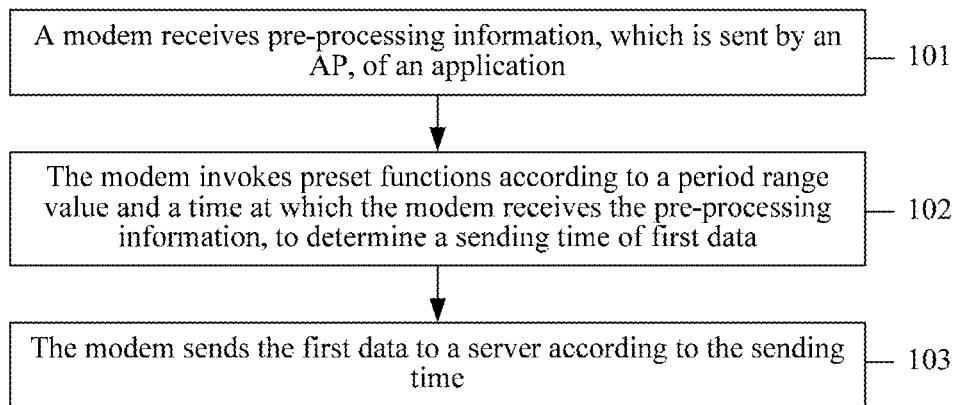 A modem receives pre-processing information, which is sent by an
AP, of an application
101
The modem invokes preset functions according to a period range
value and a time at which the modem receives the pre-processing
information, to determine a sending time of first data
102
The modem sends the first data to a server according to the sending
time
103